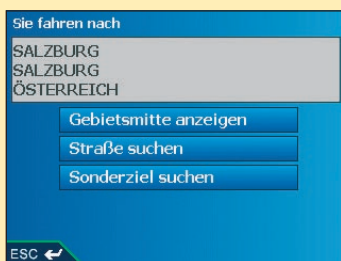 Sie fahren nach
SALZBURG
SALZBURG
ÖSTERREICH
Gebietsmitte anzeigen
Straße suchen
Sonderziel suchen
ESC